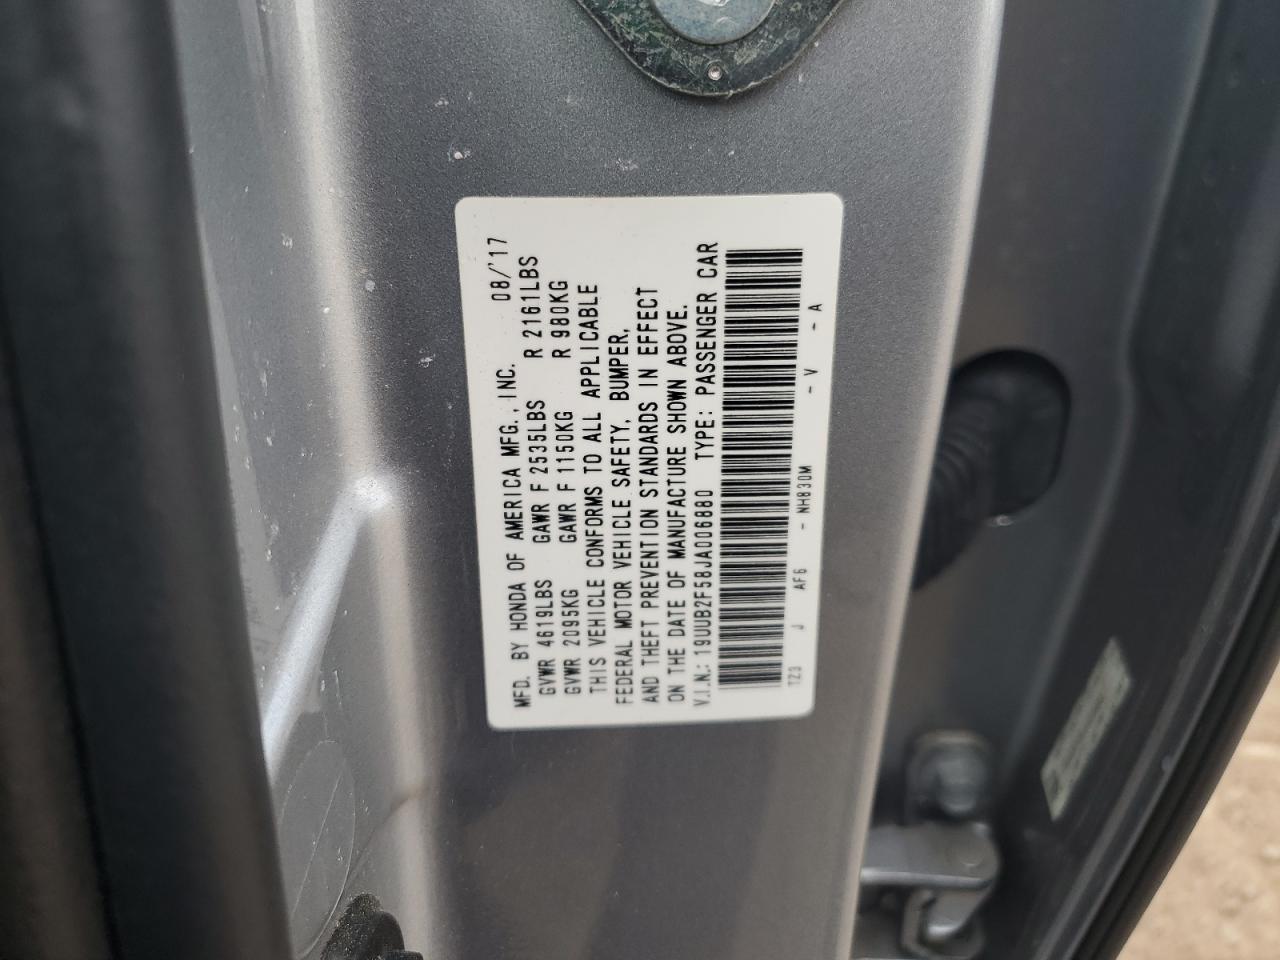 MFD. BY HONDA OF AMERICA MFG., INC. 08/'17
GVWR 4619LBS GAWR F 2535LBS R 2161LBS
GVWR 2095KG GAWR F 1150KG R 980KG
THIS VEHICLE CONFORMS TO ALL APPLICABLE
FEDERAL MOTOR VEHICLE SAFETY, BUMPER,
AND THEFT PREVENTION STANDARDS IN EFFECT
ON THE DATE OF MANUFACTURE SHOWN ABOVE.
V.I.N.: 19UUB2F58JA006880 TYPE: PASSENGER CAR
TZ3 J AF6 - NH830M - V - A